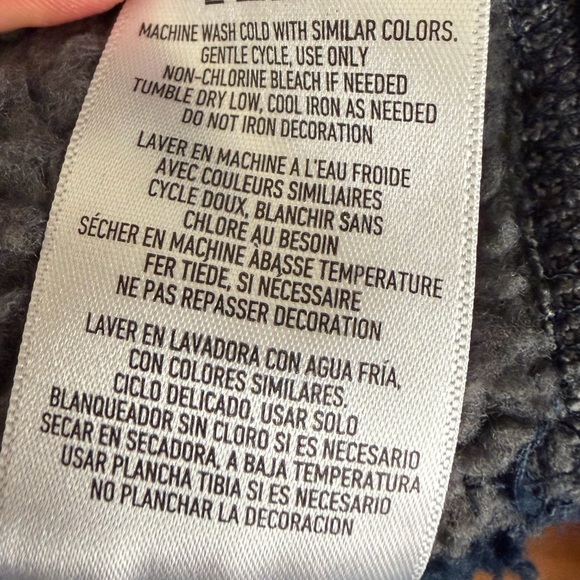 MACHINE WASH COLD WITH SIMILAR COLORS.
GENTLE CYCLE, USE ONLY
NON-CHLORINE BLEACH IF NEEDED
TUMBLE DRY LOW, COOL IRON AS NEEDED
DO NOT IRON DECORATION
LAVER EN MACHINE A L'EAU FROIDE
AVEC COULEURS SIMILIAIRES
CYCLE DOUX, BLANCHIR SANS
CHLORE AU BESOIN
SÉCHER EN MACHINE ÀBASSE TEMPERATURE
FER TIEDE, SI NÉCESSAIRE
NE PAS REPASSER DECORATION
LAVER EN LAVADORA CON AGUA FRÍA,
CON COLORES SIMILARES.
CICLO DELICADO, USAR SOLO
BLANQUEADOR SIN CLORO SI ES NECESARIO
SECAR EN SECADORA, A BAJA TEMPERATURA
USAR PLANCHA TIBIA SI ES NECESARIO
NO PLANCHAR LA DECORACIÓN